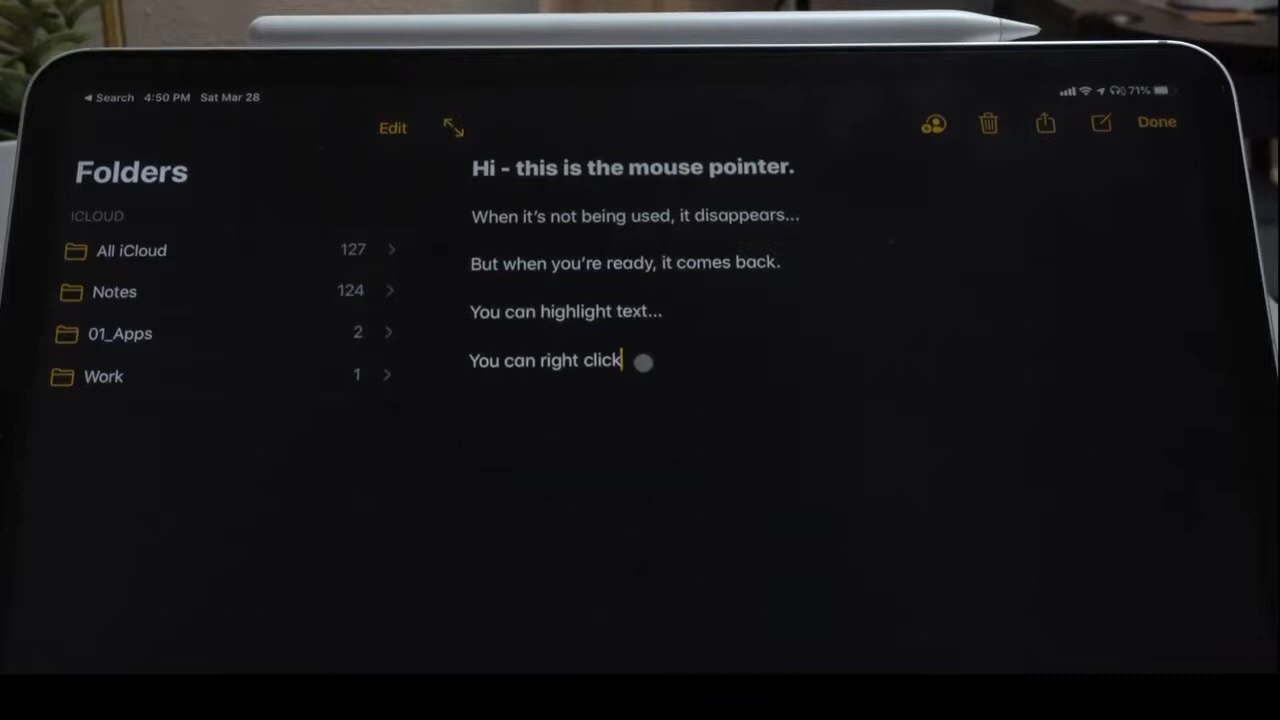 Search 4:50 PM Sat Mar 28
71%
Edit
Done
Folders
ICLOUD
All iCloud 127
Notes 124
01_Apps 2
Work 1
Hi - this is the mouse pointer.
When it’s not being used, it disappears...
But when you’re ready, it comes back.
You can highlight text...
You can right click